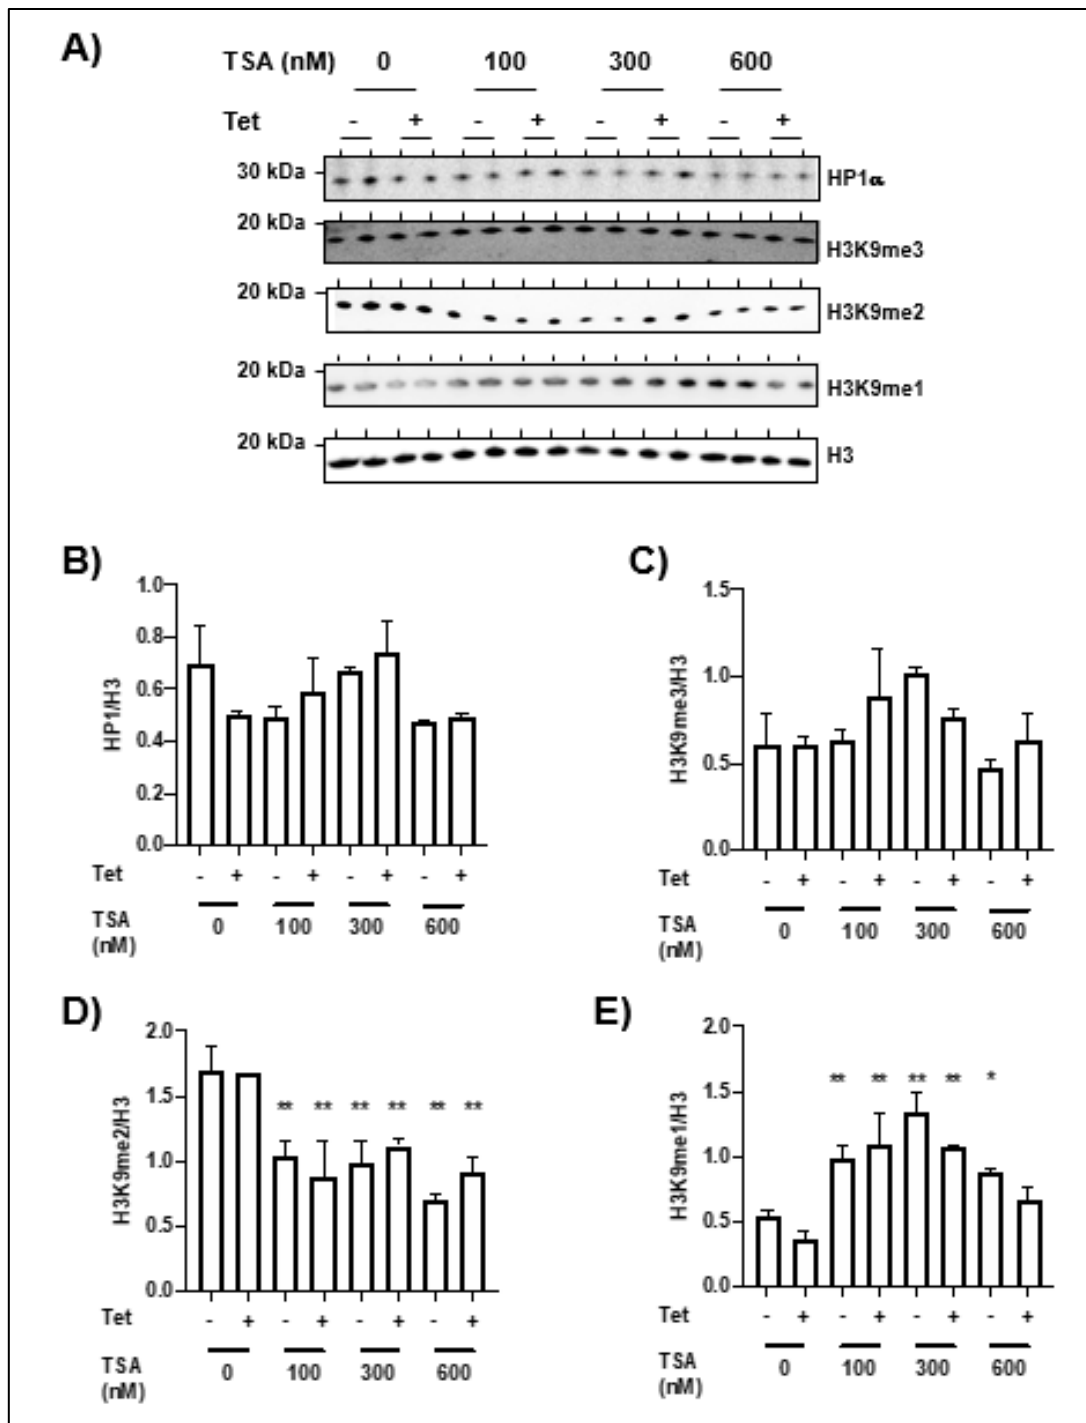 A)
TSA (nM) 0 100 300 600
Tet - + - + - + - +
30 kDa HP1α
20 kDa H3K9me3
20 kDa H3K9me2
20 kDa H3K9me1
20 kDa H3
B)
HP1/H3
1.0
0.8
0.6
0.4
0.2
0.0
Tet - + - + - + - +
TSA (nM) 0 100 300 600
C)
H3K9me3/H3
1.5
1.0
0.5
0.0
Tet - + - + - + - +
TSA (nM) 0 100 300 600
D)
H3K9me2/H3
2.0
1.5
1.0
0.5
0.0
** ** ** ** ** **
Tet - + - + - + - +
TSA (nM) 0 100 300 600
E)
H3K9me1/H3
2.0
1.5
1.0
0.5
0.0
** ** ** ** *
Tet - + - + - + - +
TSA (nM) 0 100 300 600